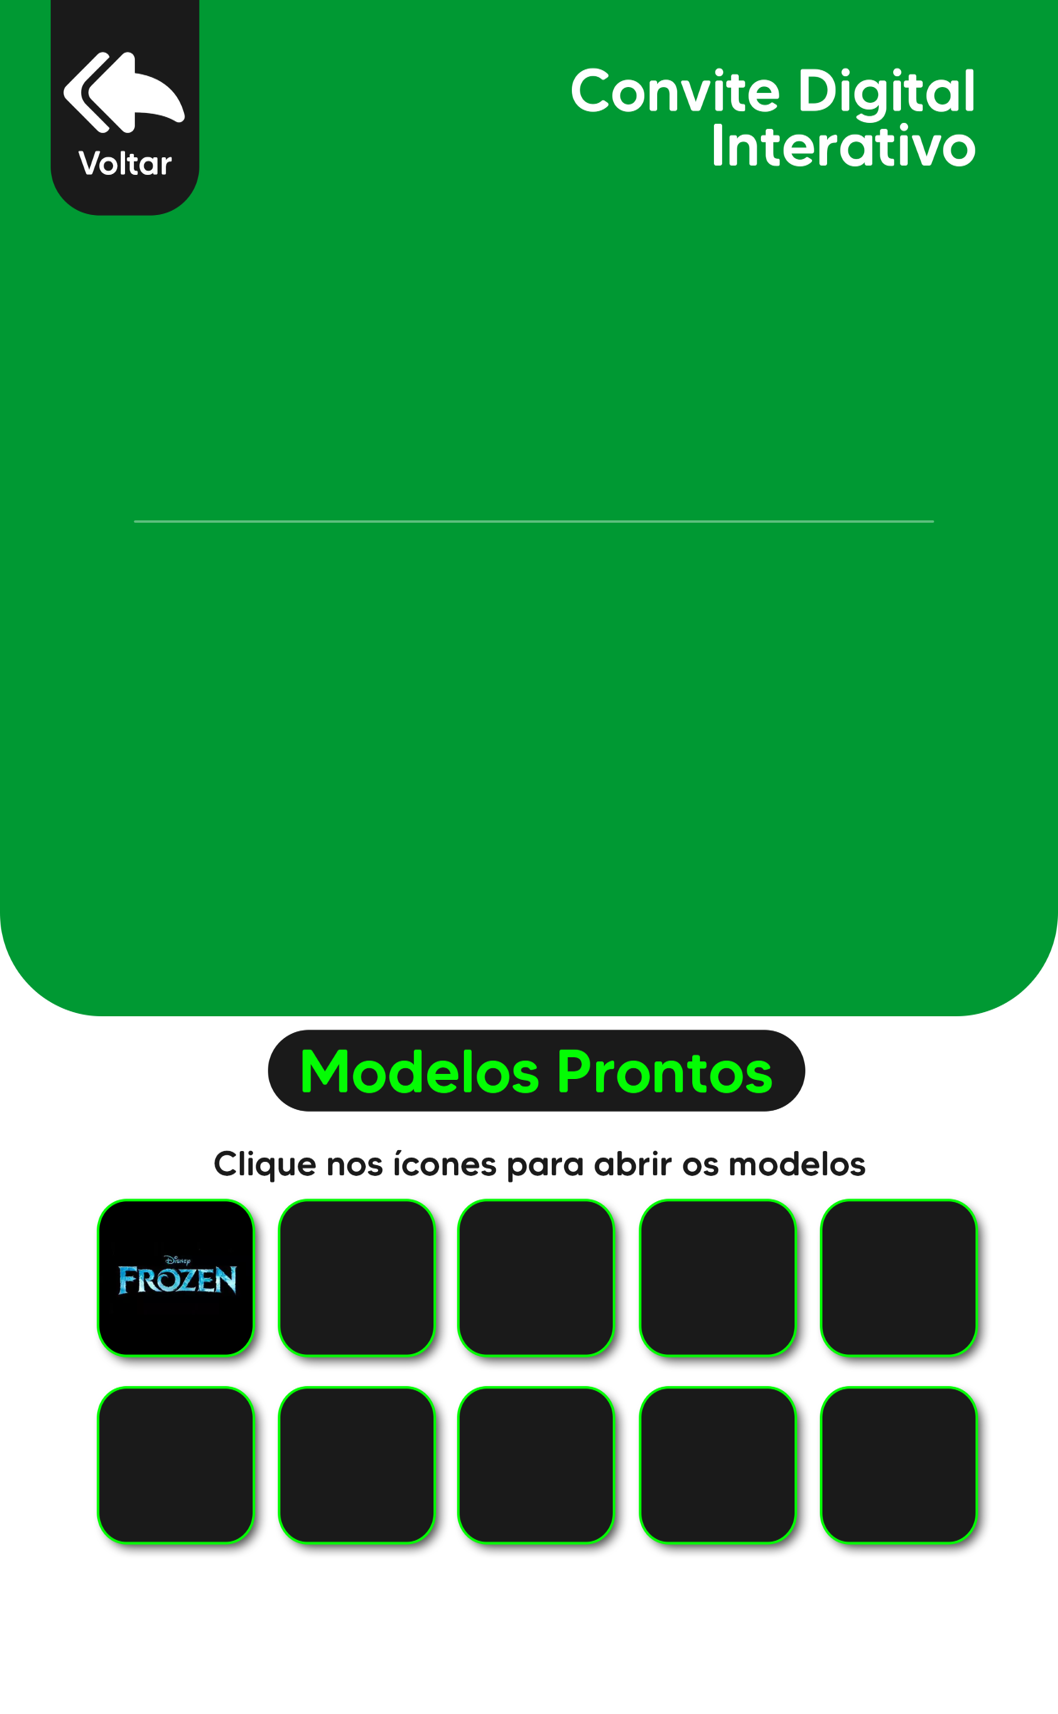 Voltar
Convite Digital
Interativo
Modelos Prontos
Clique nos ícones para abrir os modelos
Disney
FROZEN